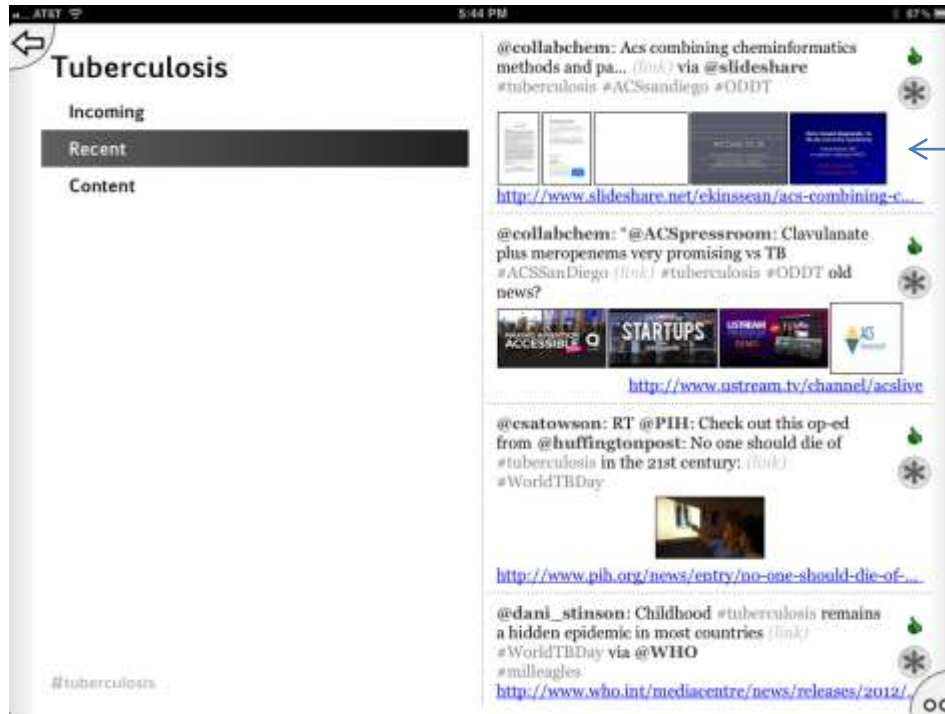 AT&T
5:44 PM
87%
Tuberculosis
Incoming
Recent
Content
#tuberculosis
@collabchem: Acs combining cheminformatics
methods and pa... (link) via @slideshare
#tuberculosis #ACSsandiego #ODDT
http://www.slideshare.net/ekinssean/acs-combining-c...
@collabchem: "@ACSpressroom: Clavulanate
plus meropenems very promising vs TB
#ACSSanDiego (link) #tuberculosis #ODDT old
news?
ACCESSIBLE
STARTUPS
USTREAM
ACS
http://www.ustream.tv/channel/acslive
@csatowson: RT @PIH: Check out this op-ed
from @huffingtonpost: No one should die of
#tuberculosis in the 21st century: (link)
#WorldTBDay
http://www.pih.org/news/entry/no-one-should-die-of-...
@dani_stinson: Childhood #tuberculosis remains
a hidden epidemic in most countries (link)
#WorldTBDay via @WHO
#milleagles
http://www.who.int/mediacentre/news/releases/2012/